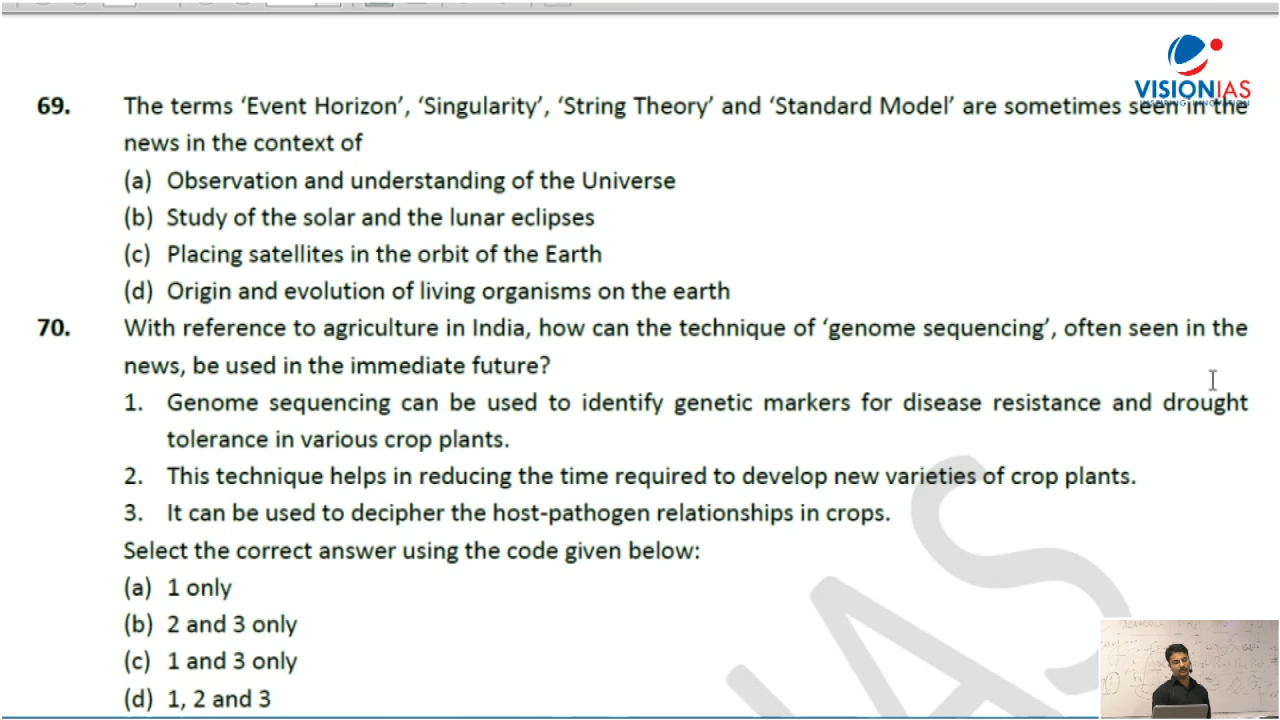 VISIONIAS
INSPIRING INNOVATION
69. The terms ‘Event Horizon’, ‘Singularity’, ‘String Theory’ and ‘Standard Model’ are sometimes seen in the
news in the context of
(a) Observation and understanding of the Universe
(b) Study of the solar and the lunar eclipses
(c) Placing satellites in the orbit of the Earth
(d) Origin and evolution of living organisms on the earth
70. With reference to agriculture in India, how can the technique of ‘genome sequencing’, often seen in the
news, be used in the immediate future?
1. Genome sequencing can be used to identify genetic markers for disease resistance and drought
tolerance in various crop plants.
2. This technique helps in reducing the time required to develop new varieties of crop plants.
3. It can be used to decipher the host-pathogen relationships in crops.
Select the correct answer using the code given below:
(a) 1 only
(b) 2 and 3 only
(c) 1 and 3 only
(d) 1, 2 and 3
IAS